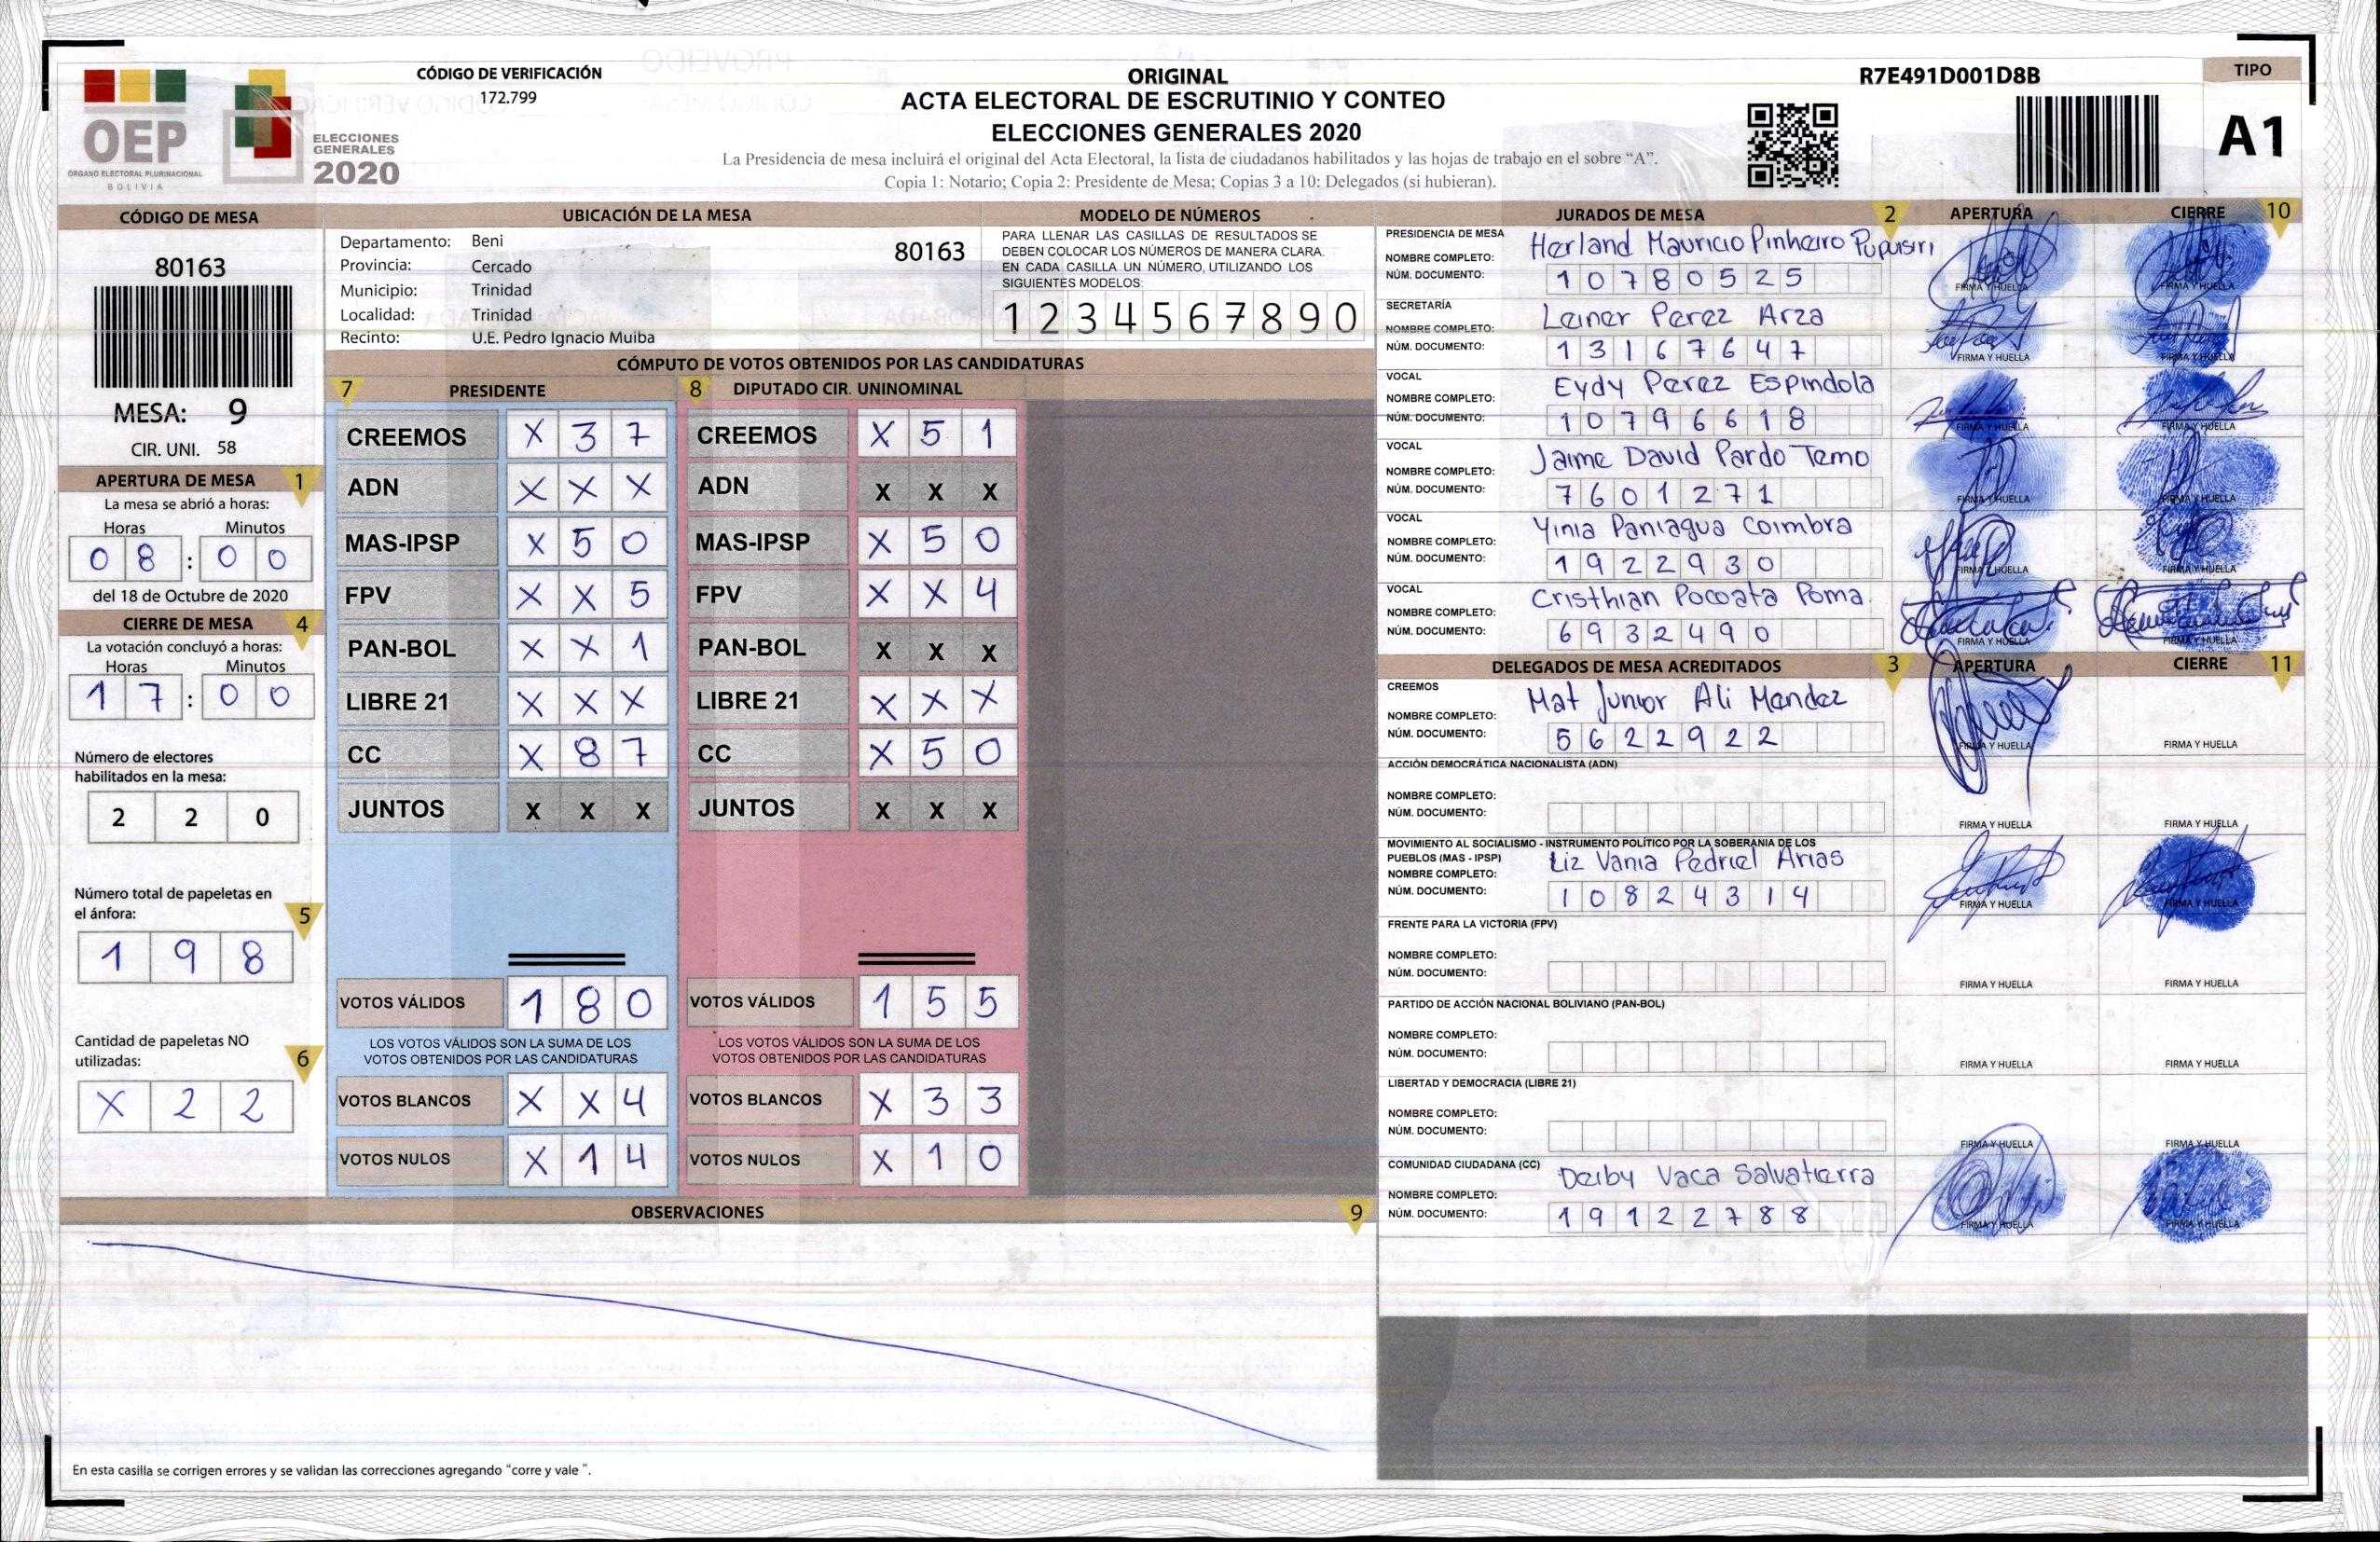 CÓDIGO DE VERIFICACIÓN
172.799
ORIGINAL
ACTA ELECTORAL DE ESCRUTINIO Y CONTEO
ELECCIONES GENERALES 2020
La Presidencia de mesa incluirá el original del Acta Electoral, la lista de ciudadanos habilitados y las hojas de trabajo en el sobre “A”.
Copia 1: Notario; Copia 2: Presidente de Mesa; Copias 3 a 10: Delegados (si hubieran).
R7E491D001D8B
TIPO
A1
OEP
ÓRGANO ELECTORAL PLURINACIONAL
BOLIVIA
ELECCIONES
GENERALES
2020
CÓDIGO DE MESA
80163
MESA: 9
CIR. UNI. 58
APERTURA DE MESA 1
La mesa se abrió a horas:
Horas Minutos
0 8 : 0 0
del 18 de Octubre de 2020
CIERRE DE MESA 4
La votación concluyó a horas:
Horas Minutos
1 7 : 0 0
Número de electores
habilitados en la mesa:
2 2 0
Número total de papeletas en
el ánfora: 5
1 9 8
Cantidad de papeletas NO
utilizadas: 6
X 2 2
UBICACIÓN DE LA MESA
Departamento: Beni
80163
Provincia: Cercado
Municipio: Trinidad
Localidad: Trinidad
Recinto: U.E. Pedro Ignacio Muiba
MODELO DE NÚMEROS
PARA LLENAR LAS CASILLAS DE RESULTADOS SE
DEBEN COLOCAR LOS NÚMEROS DE MANERA CLARA.
EN CADA CASILLA UN NÚMERO, UTILIZANDO LOS
SIGUIENTES MODELOS:
1 2 3 4 5 6 7 8 9 0
CÓMPUTO DE VOTOS OBTENIDOS POR LAS CANDIDATURAS
7 PRESIDENTE 8 DIPUTADO CIR. UNINOMINAL
CREEMOS X 3 7 CREEMOS X 5 1
ADN X X X ADN X X X
MAS-IPSP X 5 0 MAS-IPSP X 5 0
FPV X X 5 FPV X X 4
PAN-BOL X X 1 PAN-BOL X X X
LIBRE 21 X X X LIBRE 21 X X X
CC X 8 7 CC X 5 0
JUNTOS X X X JUNTOS X X X
VOTOS VÁLIDOS 1 8 0 VOTOS VÁLIDOS 1 5 5
LOS VOTOS VÁLIDOS SON LA SUMA DE LOS LOS VOTOS VÁLIDOS SON LA SUMA DE LOS
VOTOS OBTENIDOS POR LAS CANDIDATURAS VOTOS OBTENIDOS POR LAS CANDIDATURAS
VOTOS BLANCOS X X 4 VOTOS BLANCOS X 3 3
VOTOS NULOS X 1 4 VOTOS NULOS X 1 0
OBSERVACIONES 9
En esta casilla se corrigen errores y se validan las correcciones agregando “corre y vale ”.
JURADOS DE MESA 2 APERTURA CIERRE 10
PRESIDENCIA DE MESA
NOMBRE COMPLETO: Herland Mauricio Pinheiro
NÚM. DOCUMENTO: 1 0 7 8 0 5 2 5
FIRMA Y HUELLA FIRMA Y HUELLA
SECRETARÍA
NOMBRE COMPLETO: Leiner Perez Arza
NÚM. DOCUMENTO: 1 3 1 6 7 6 4 7
FIRMA Y HUELLA FIRMA Y HUELLA
VOCAL
NOMBRE COMPLETO: Eydy Perez Espindola
NÚM. DOCUMENTO: 1 0 7 9 6 6 1 8
FIRMA Y HUELLA FIRMA Y HUELLA
VOCAL
NOMBRE COMPLETO: Jaime David Pardo Temo
NÚM. DOCUMENTO: 7 6 0 1 2 7 1
FIRMA Y HUELLA FIRMA Y HUELLA
VOCAL
NOMBRE COMPLETO: Yinia Paniagua Coimbra
NÚM. DOCUMENTO: 1 9 2 2 9 3 0
FIRMA Y HUELLA FIRMA Y HUELLA
VOCAL
NOMBRE COMPLETO: Cristhian Pocoata Poma.
NÚM. DOCUMENTO: 6 9 3 2 4 9 0
FIRMA Y HUELLA FIRMA Y HUELLA
DELEGADOS DE MESA ACREDITADOS 3 APERTURA CIERRE 11
CREEMOS
NOMBRE COMPLETO: Mat Junior Ali Mendez
NÚM. DOCUMENTO: 5 6 2 2 9 2 2
FIRMA Y HUELLA FIRMA Y HUELLA
ACCIÓN DEMOCRÁTICA NACIONALISTA (ADN)
NOMBRE COMPLETO:
NÚM. DOCUMENTO:
FIRMA Y HUELLA FIRMA Y HUELLA
MOVIMIENTO AL SOCIALISMO - INSTRUMENTO POLÍTICO POR LA SOBERANIA DE LOS
PUEBLOS (MAS - IPSP)
NOMBRE COMPLETO: Liz Vania Pedriel Arias
NÚM. DOCUMENTO: 1 0 8 2 4 3 1 4
FIRMA Y HUELLA FIRMA Y HUELLA
FRENTE PARA LA VICTORIA (FPV)
NOMBRE COMPLETO:
NÚM. DOCUMENTO:
FIRMA Y HUELLA FIRMA Y HUELLA
PARTIDO DE ACCIÓN NACIONAL BOLIVIANO (PAN-BOL)
NOMBRE COMPLETO:
NÚM. DOCUMENTO:
FIRMA Y HUELLA FIRMA Y HUELLA
LIBERTAD Y DEMOCRACIA (LIBRE 21)
NOMBRE COMPLETO:
NÚM. DOCUMENTO:
FIRMA Y HUELLA FIRMA Y HUELLA
COMUNIDAD CIUDADANA (CC)
NOMBRE COMPLETO: Deiby Vaca Salvatierra
NÚM. DOCUMENTO: 1 9 1 2 2 7 8 8
FIRMA Y HUELLA FIRMA Y HUELLA